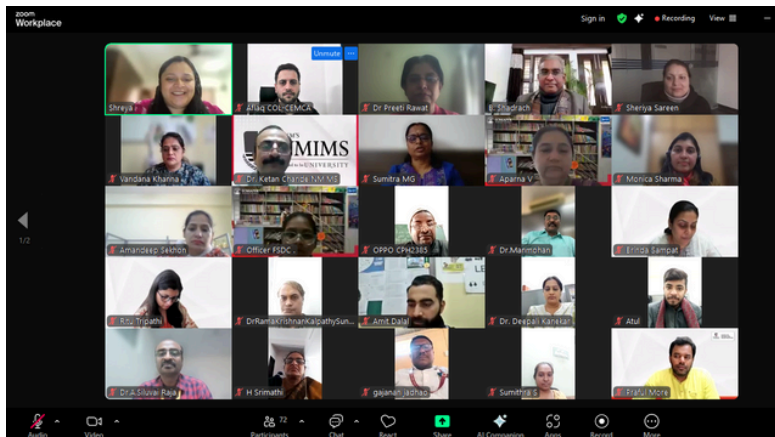 zoom
Workplace
Sign in
Recording
View
Unmute
Shreya
Afiaq COL-CEMCA
Dr Preeti Rawat
E. Shadrach
Sheriya Sareen
Vandana Khanna
Dr. Ketan Chande NM MS
MIMS
UNIVERSITY
Sumitra MG
Aparna V
Monica Sharma
Amandeep Sekhon
Officer FSDC
OPPO CPH2385
Dr.Manmohan
Brinda Sampat
1/2
Ritu Tripathi
DrRamaKrishnanKalpathySun...
Amit Dalal
Dr. Deepali Kanekar
Atul
Dr.A.Siluvai Raja
H Srimathi
gajanan jadhao
Sumithra S
Praful More
72
Audio
Video
Participants
Chat
React
Share
AI Companion
Apps
Record
More